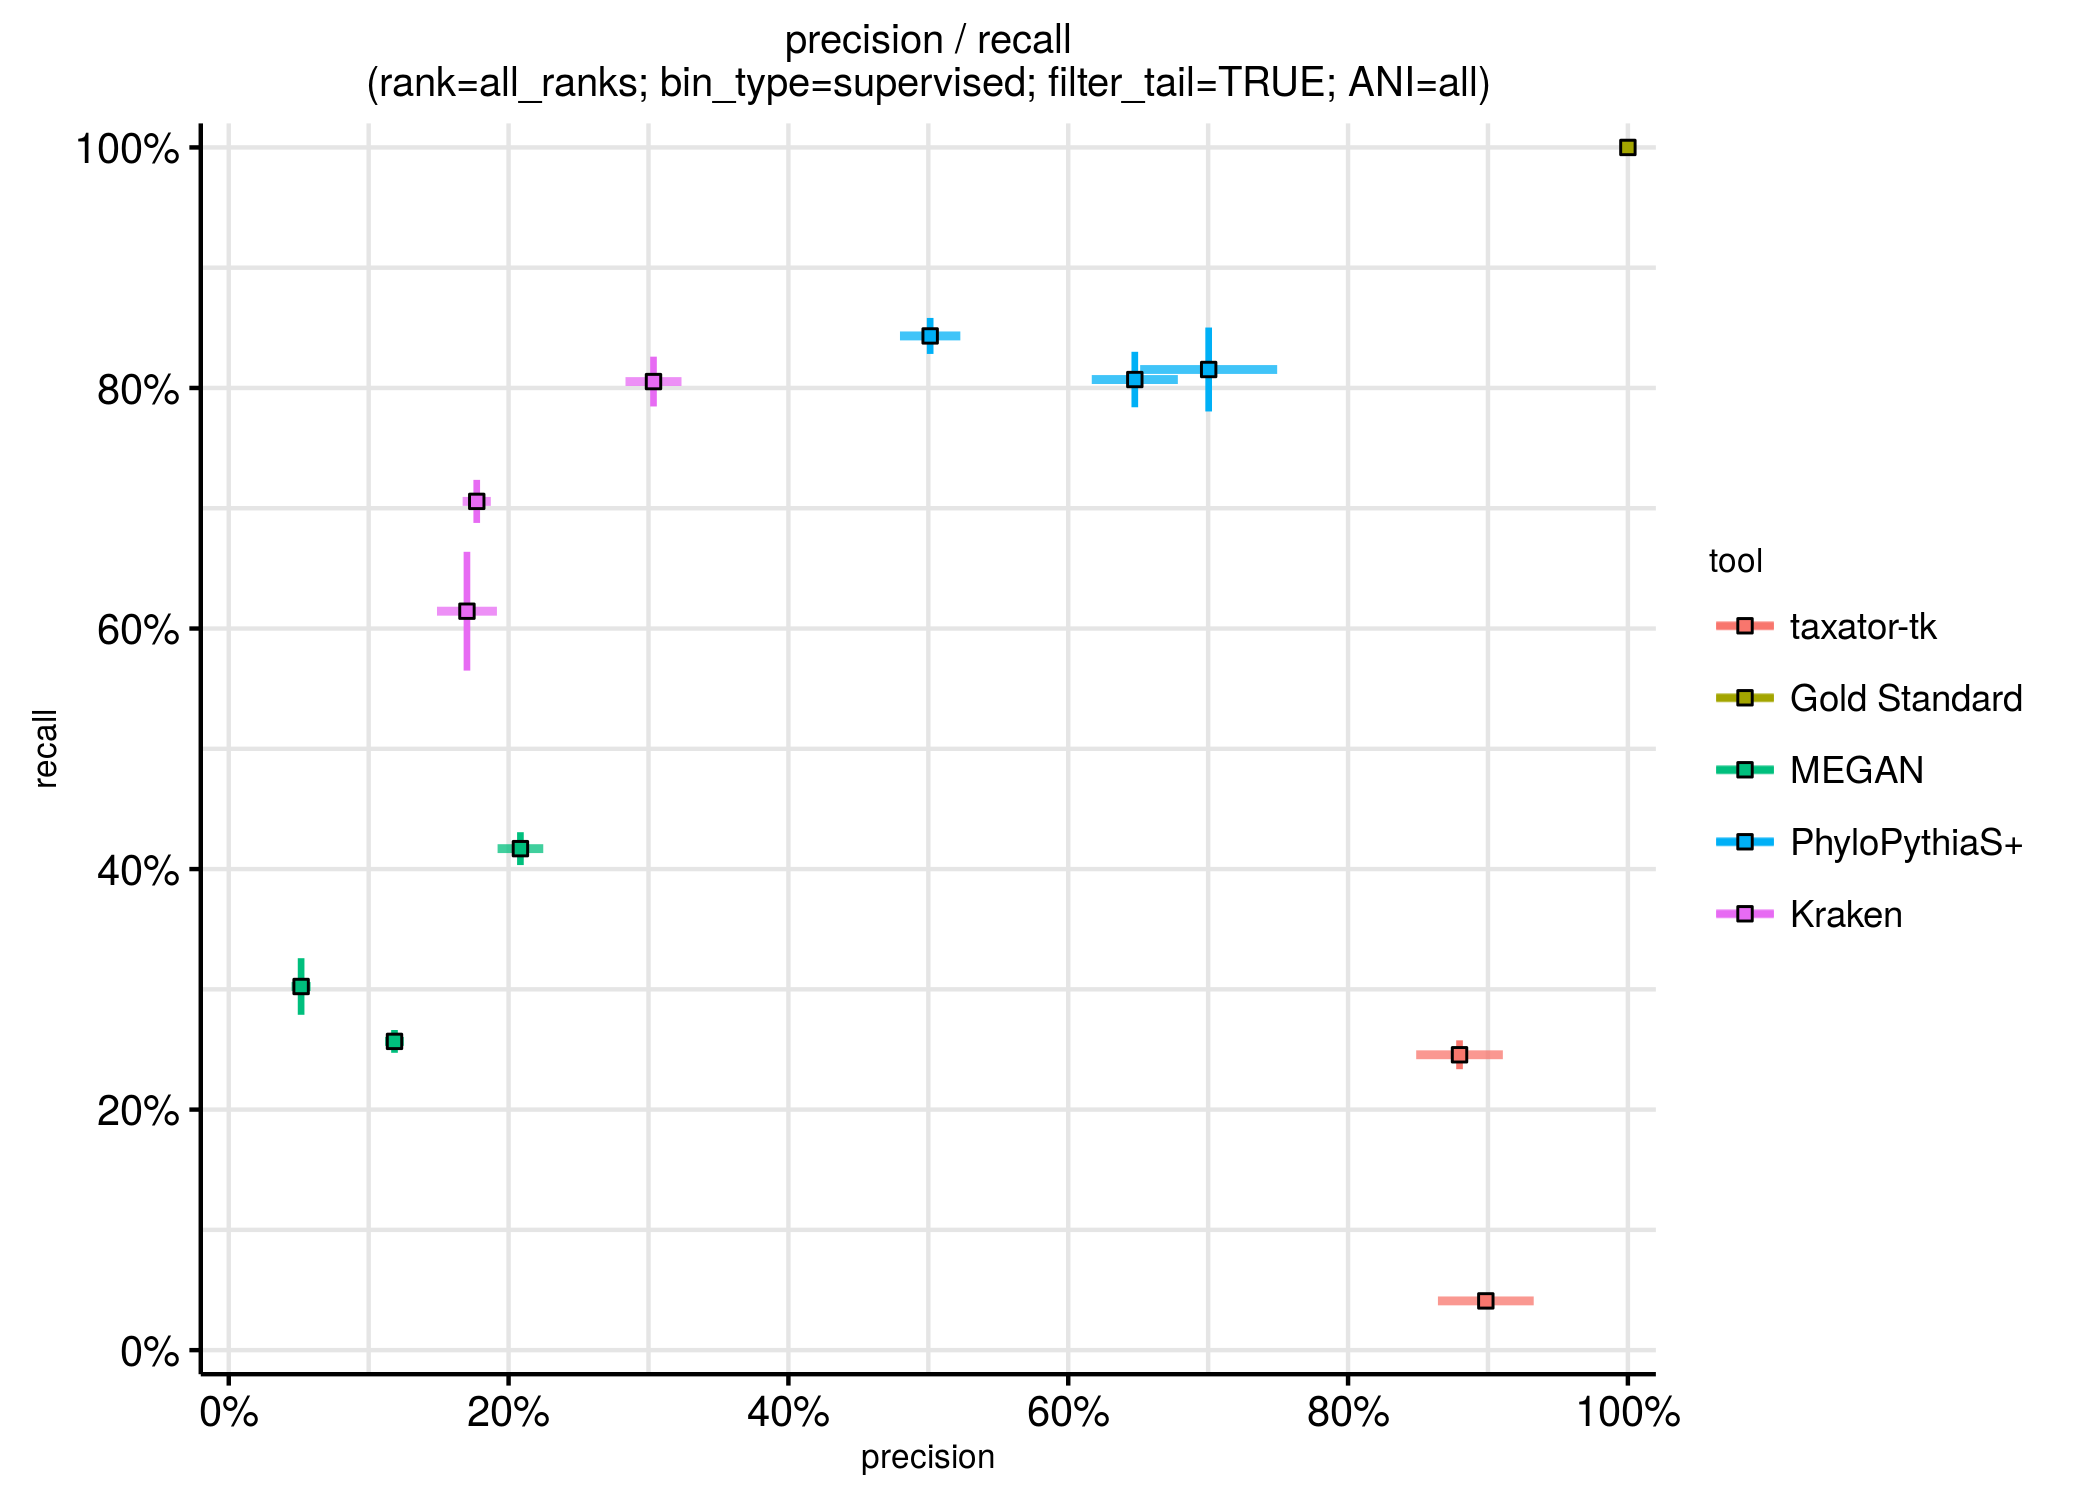 precision / recall
(rank=all_ranks; bin_type=supervised; filter_tail=TRUE; ANI=all)
100%
80%
60%
40%
20%
0%
recall
0%
20%
40%
60%
80%
100%
precision
tool
taxator-tk
Gold Standard
MEGAN
PhyloPythiaS+
Kraken